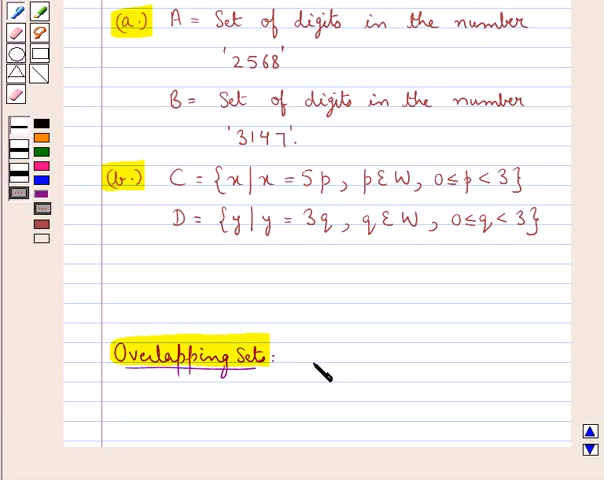 (a.) A = Set of digits in the number
'2568'
B = Set of digits in the number
'3147'.
(b.) C = {x | x = 5p, p ε W, 0 ≤ p < 3}
D = {y | y = 3q, q ε W, 0 ≤ q < 3}
Overlapping Set: